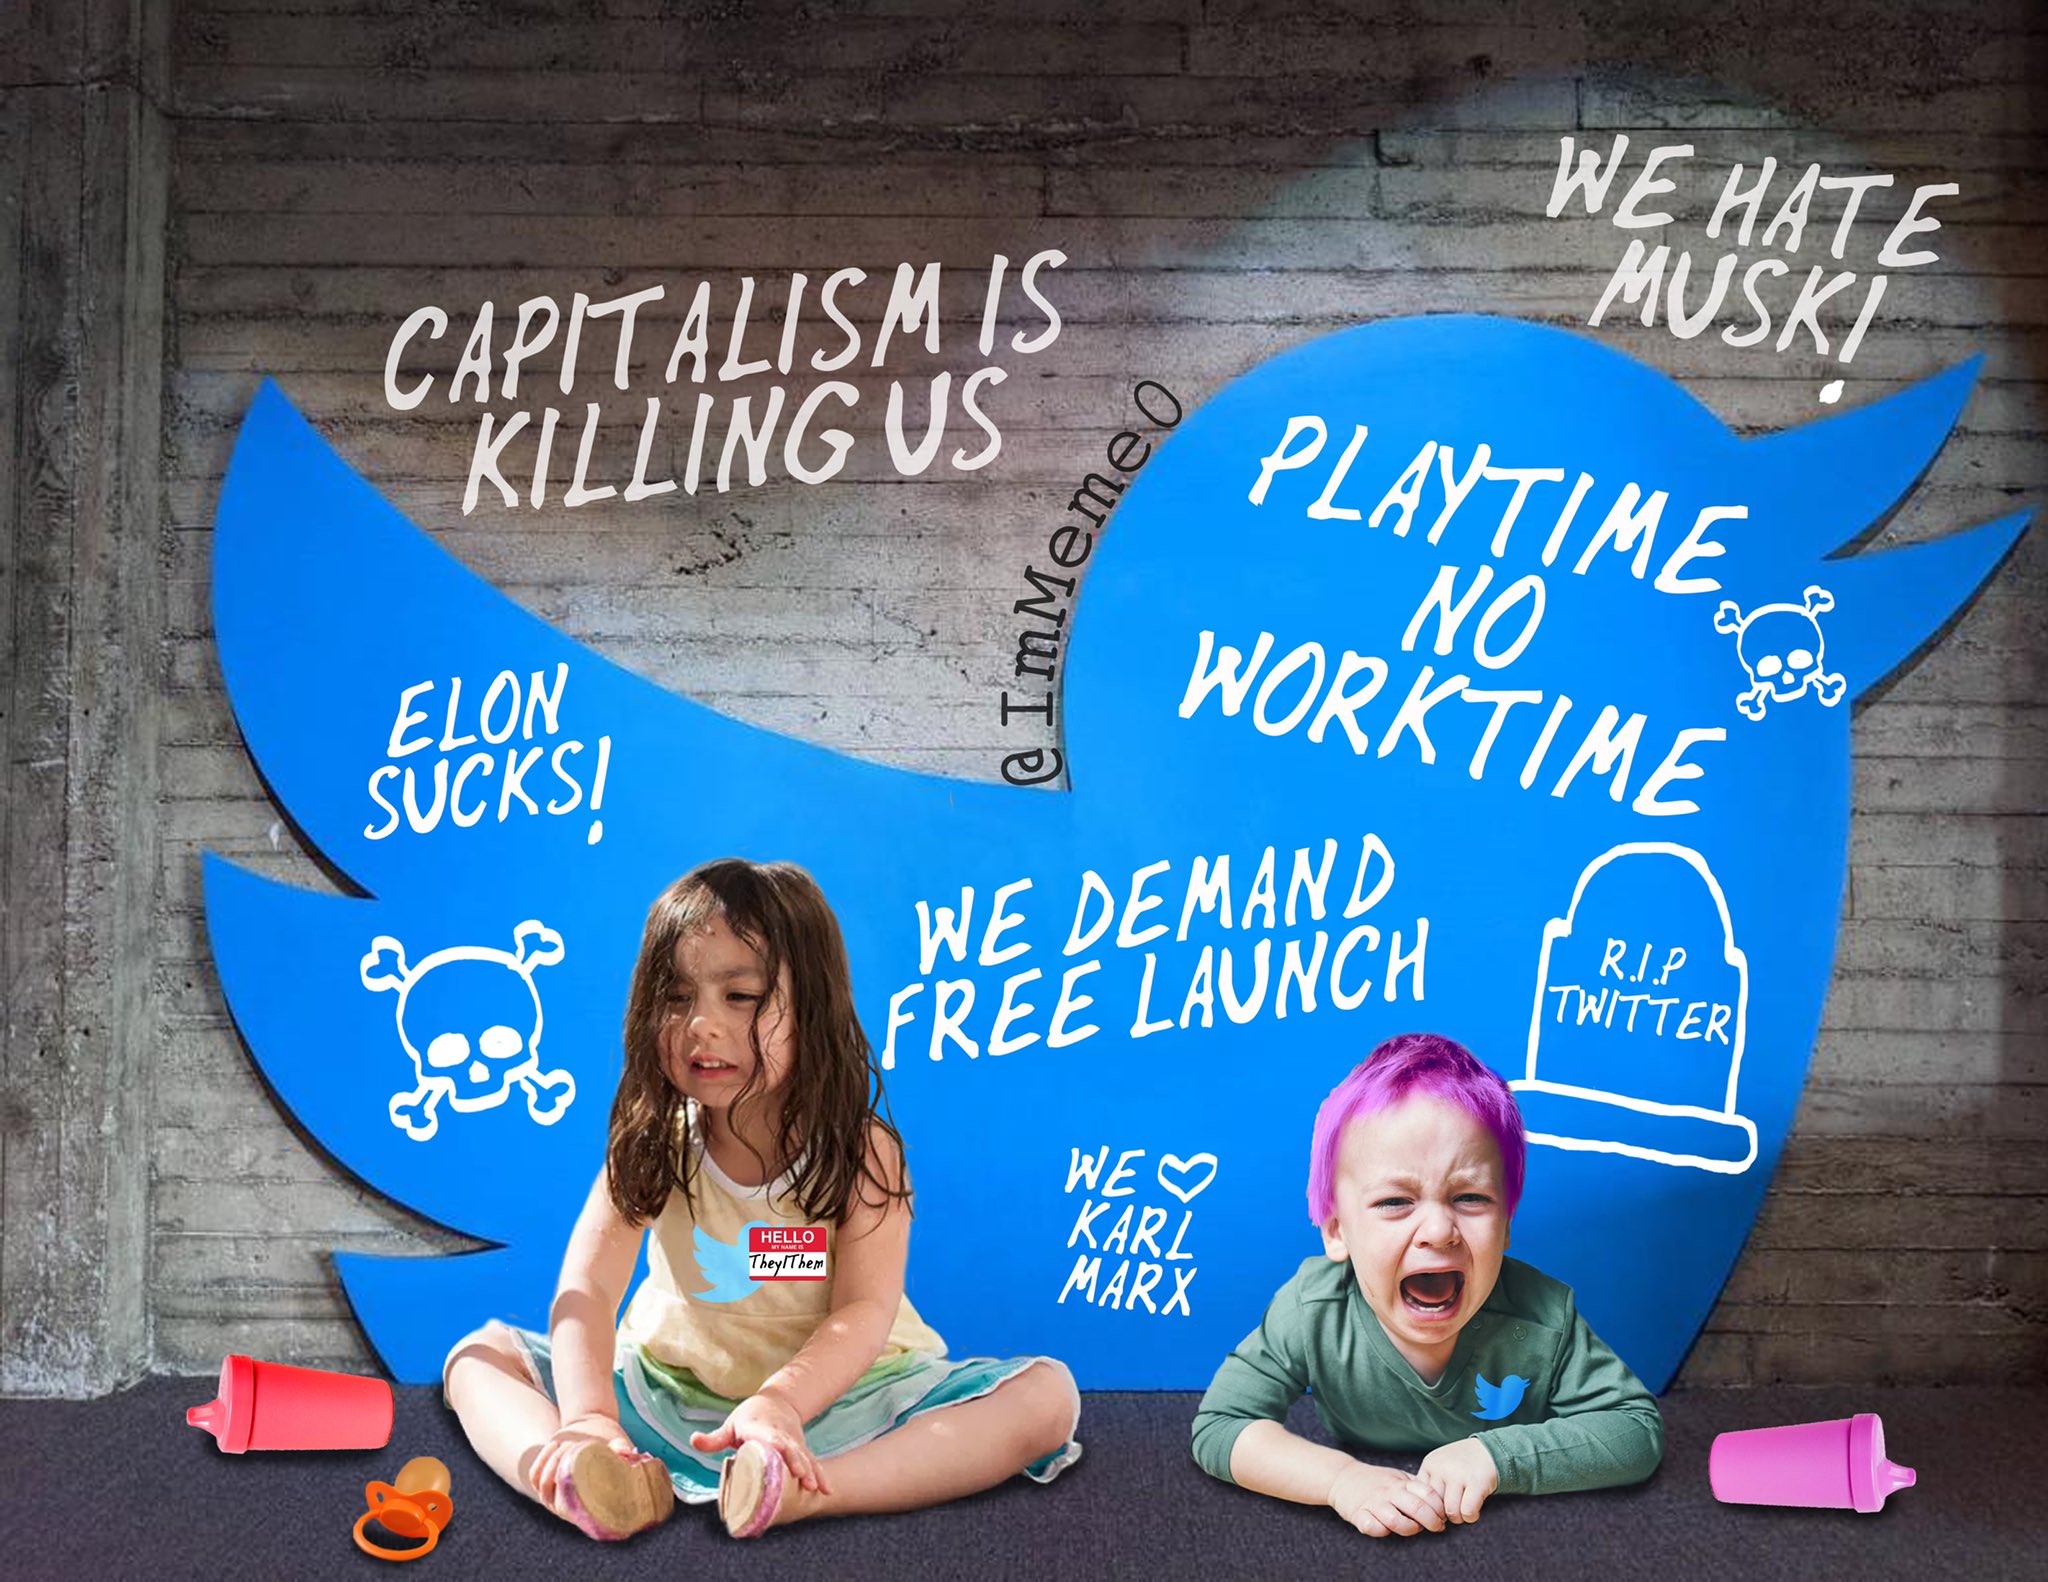 WE HATE
MUSK!
CAPITALISM IS
KILLING US
@ImMeme0
PLAYTIME
NO
WORKTIME
ELON
SUCKS!
WE DEMAND
FREE LAUNCH
R.I.P
TWITTER
WE ♡
KARL
MARX
HELLO
MY NAME IS
They/Them